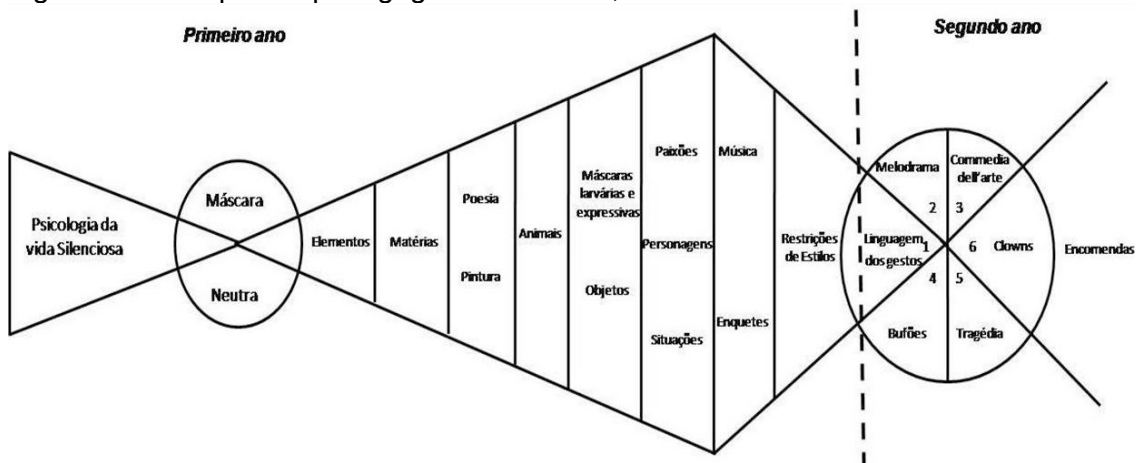 Primeiro ano
Segundo ano
Psicologia da
vida Silenciosa
Máscara
Neutra
Elementos
Matérias
Poesia
Pintura
Animais
Máscaras
larvárias e
expressivas
Objetos
Paixões
Personagens
Situações
Música
Enquetes
Restrições
de Estilos
Melodrama
2
Commedia
dell'arte
3
Linguagem
dos gestos
1
4
Bufões
5
Tragédia
6
Clowns
Encomendas